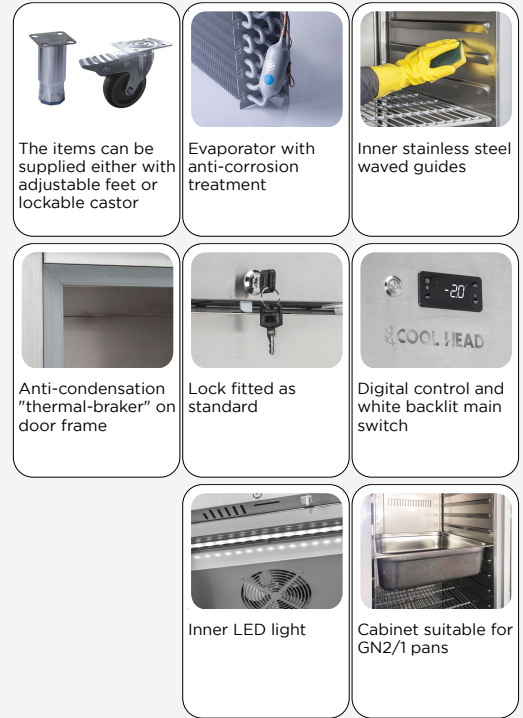 The items can be
supplied either with
adjustable feet or
lockable castor
Evaporator with
anti-corrosion
treatment
Inner stainless steel
waved guides
Anti-condensation
"thermal-braker" on
door frame
Lock fitted as
standard
-2.0
COOL HEAD
Digital control and
white backlit main
switch
Inner LED light
Cabinet suitable for
GN2/1 pans